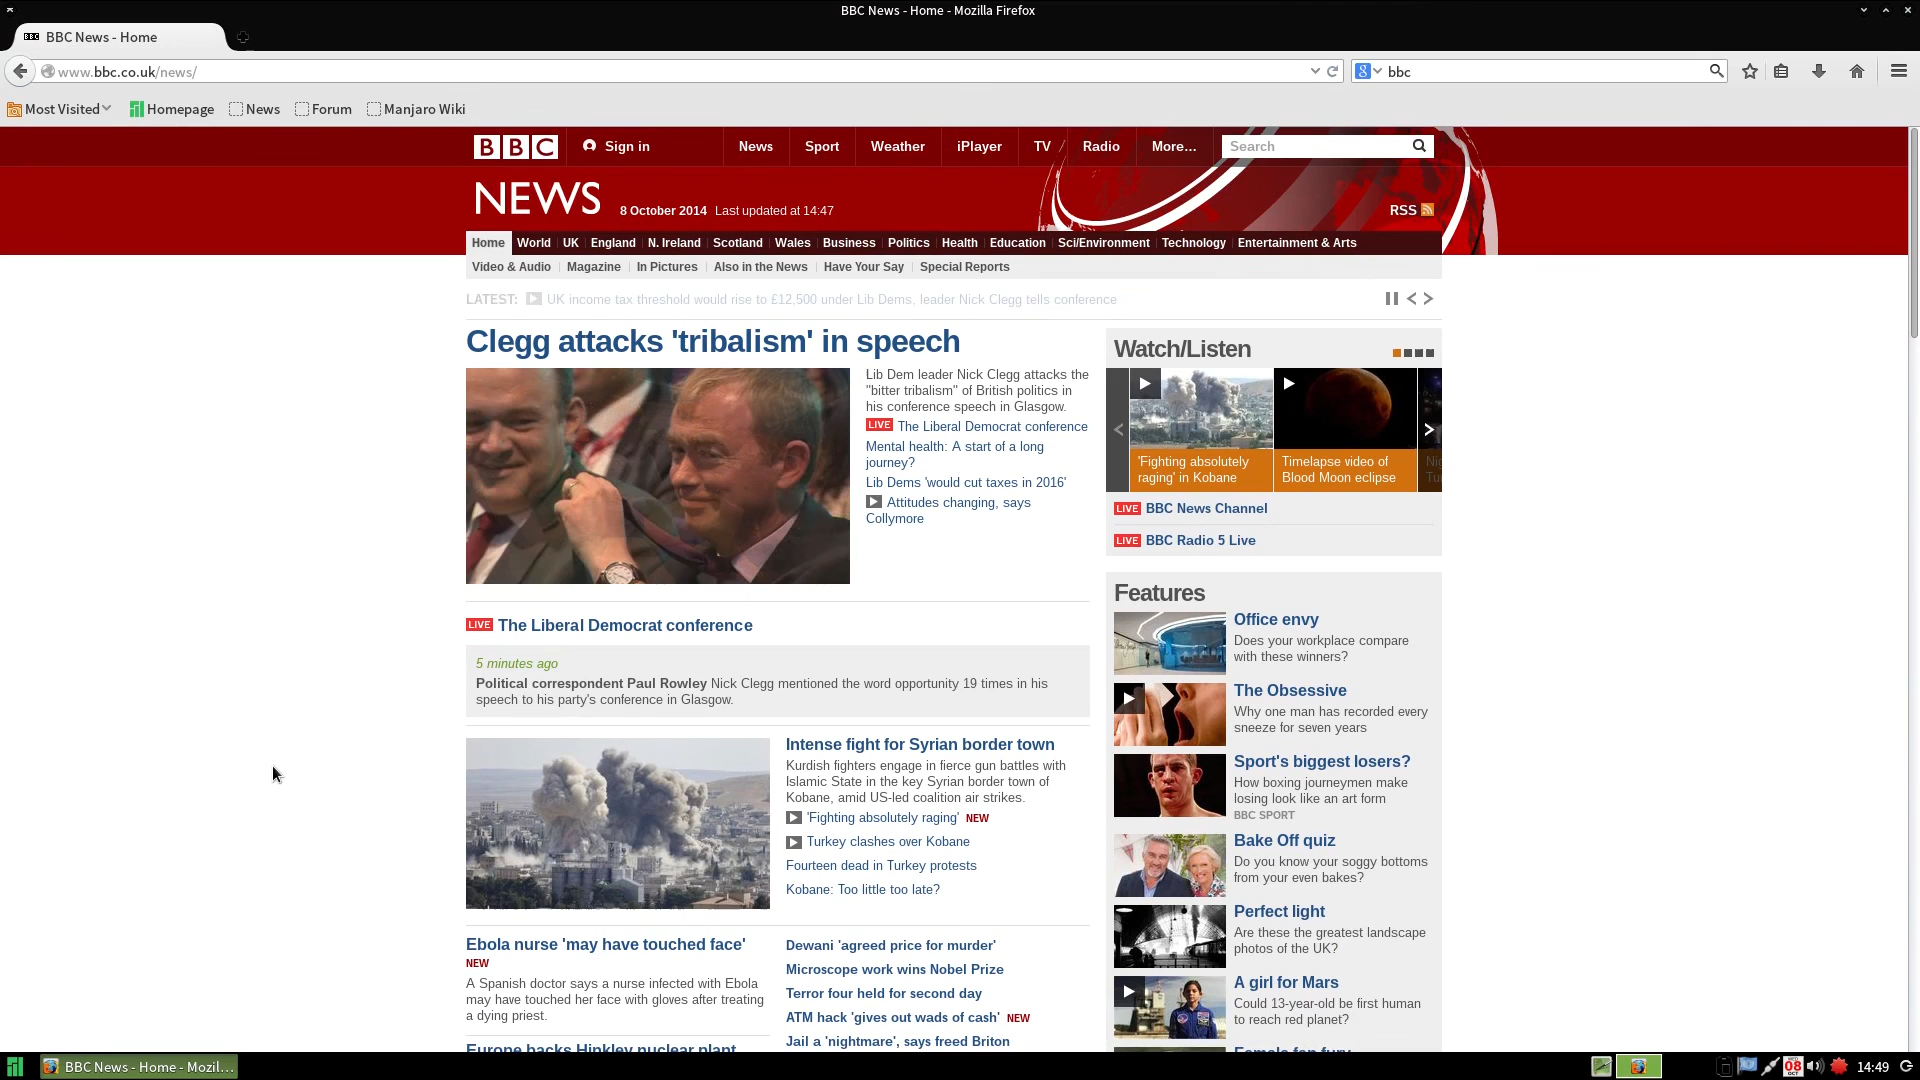 BBC News - Home - Mozilla Firefox
BBC News - Home
www.bbc.co.uk/news/
bbc
Most Visited
Homepage
News
Forum
Manjaro Wiki
BBC
Sign in
News
Sport
Weather
iPlayer
TV
Radio
More...
Search
NEWS
8 October 2014 Last updated at 14:47
RSS
Home
World
UK
England
N. Ireland
Scotland
Wales
Business
Politics
Health
Education
Sci/Environment
Technology
Entertainment & Arts
Video & Audio
Magazine
In Pictures
Also in the News
Have Your Say
Special Reports
LATEST: UK income tax threshold would rise to £12,500 under Lib Dems, leader Nick Clegg tells conference
Clegg attacks 'tribalism' in speech
Lib Dem leader Nick Clegg attacks the
"bitter tribalism" of British politics in
his conference speech in Glasgow.
LIVE The Liberal Democrat conference
Mental health: A start of a long
journey?
Lib Dems 'would cut taxes in 2016'
Attitudes changing, says
Collymore
LIVE The Liberal Democrat conference
5 minutes ago
Political correspondent Paul Rowley Nick Clegg mentioned the word opportunity 19 times in his
speech to his party's conference in Glasgow.
Intense fight for Syrian border town
Kurdish fighters engage in fierce gun battles with
Islamic State in the key Syrian border town of
Kobane, amid US-led coalition air strikes.
'Fighting absolutely raging' NEW
Turkey clashes over Kobane
Fourteen dead in Turkey protests
Kobane: Too little too late?
Ebola nurse 'may have touched face'
NEW
A Spanish doctor says a nurse infected with Ebola
may have touched her face with gloves after treating
a dying priest.
Europe backs Hinkley nuclear plant
Dewani 'agreed price for murder'
Microscope work wins Nobel Prize
Terror four held for second day
ATM hack 'gives out wads of cash' NEW
Jail a 'nightmare', says freed Briton
Watch/Listen
'Fighting absolutely
raging' in Kobane
Timelapse video of
Blood Moon eclipse
LIVE BBC News Channel
LIVE BBC Radio 5 Live
Features
Office envy
Does your workplace compare
with these winners?
The Obsessive
Why one man has recorded every
sneeze for seven years
Sport's biggest losers?
How boxing journeymen make
losing look like an art form
BBC SPORT
Bake Off quiz
Do you know your soggy bottoms
from your even bakes?
Perfect light
Are these the greatest landscape
photos of the UK?
A girl for Mars
Could 13-year-old be first human
to reach red planet?
BBC News - Home - Mozil...
08
14:49